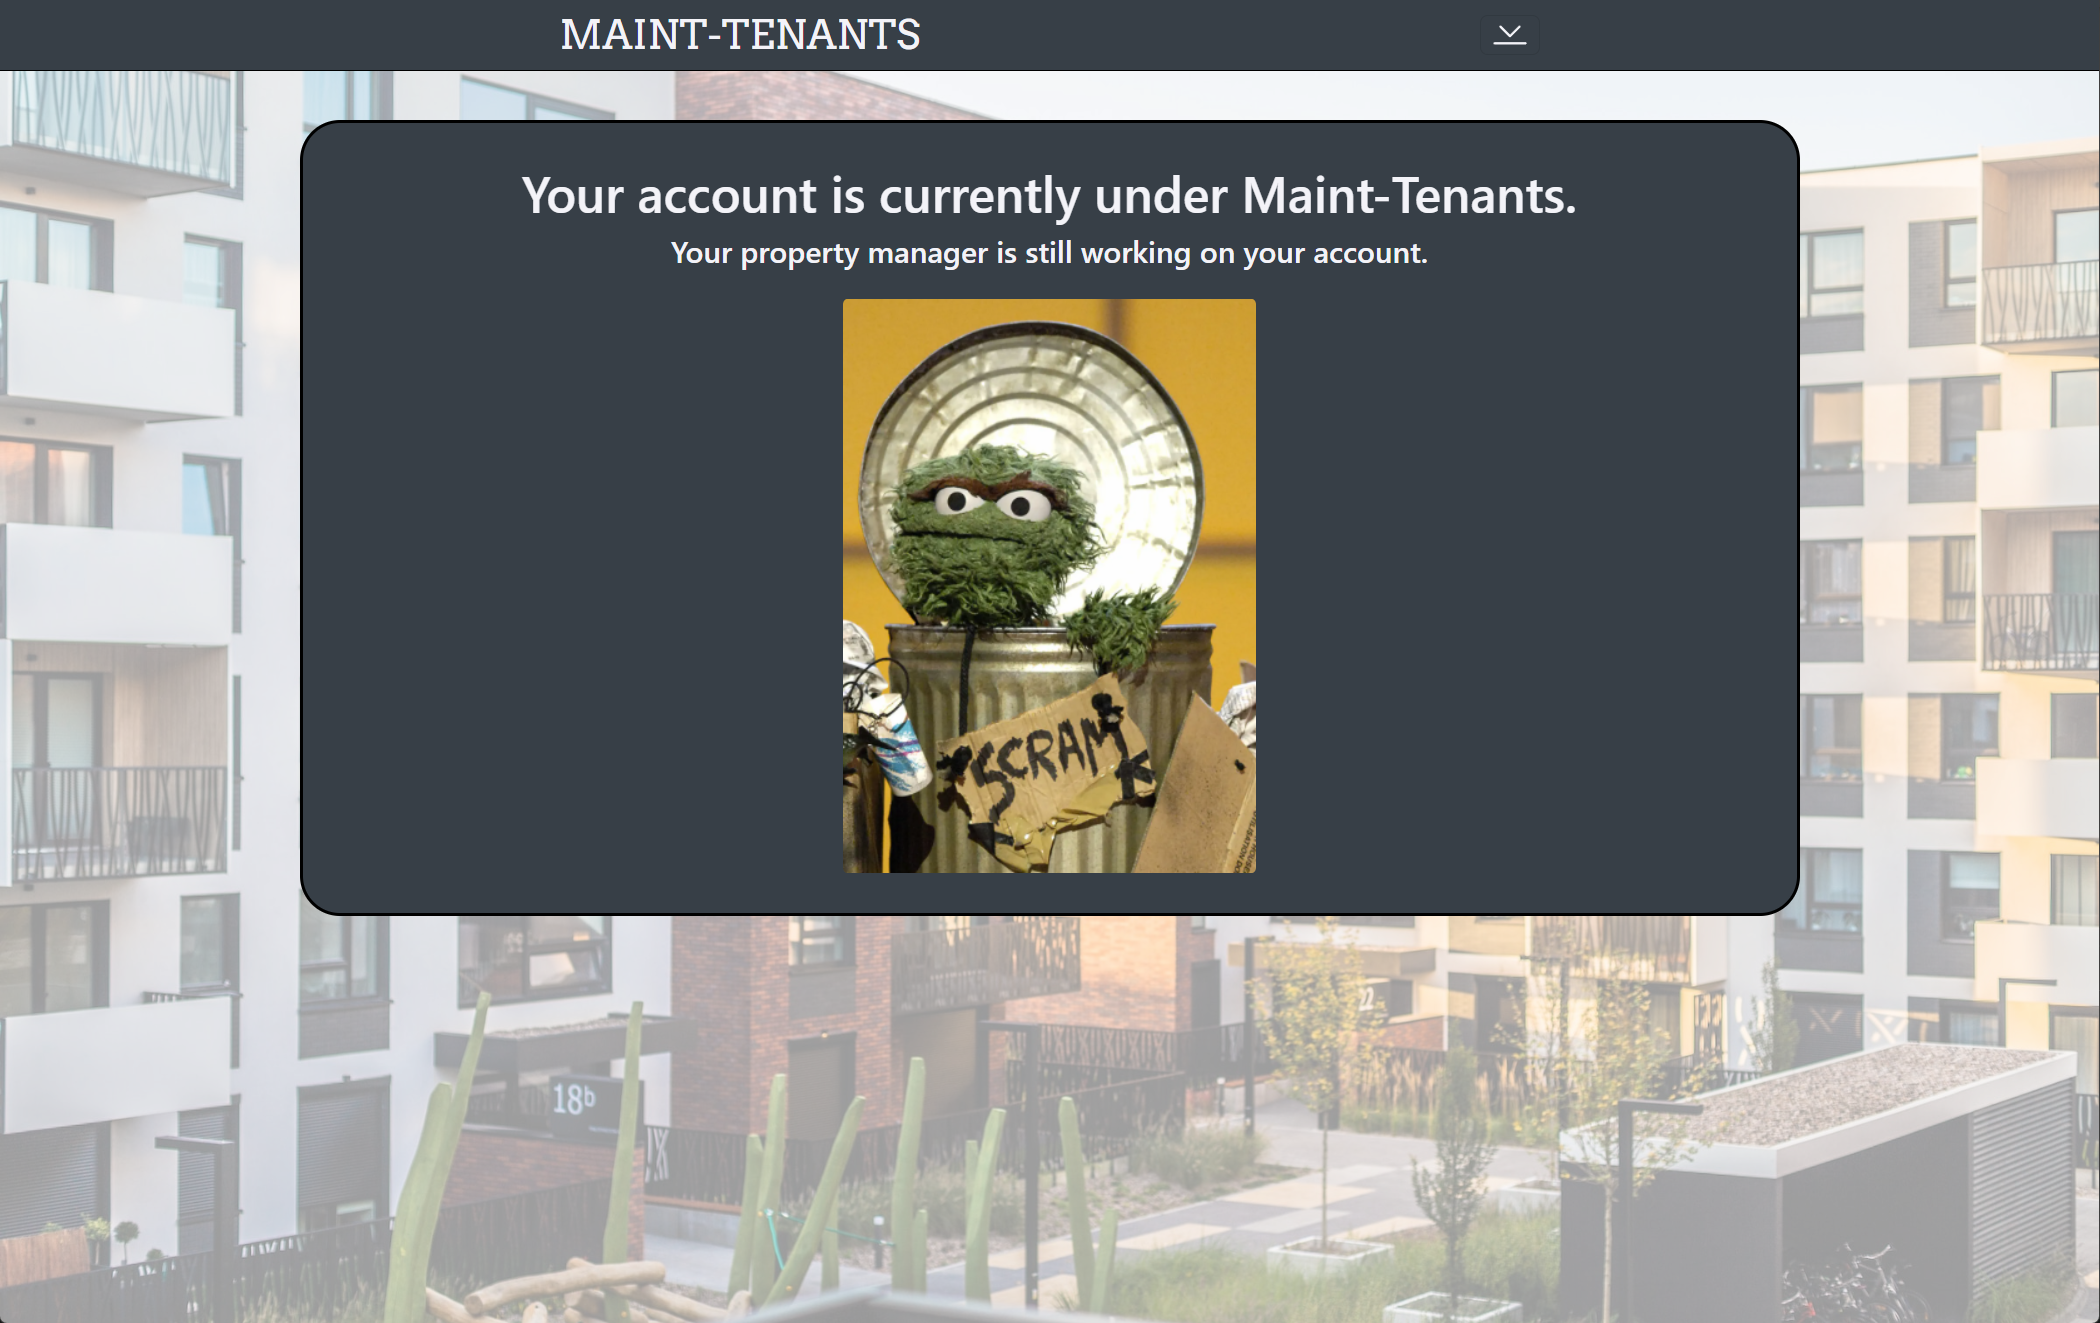 MAINT-TENANTS
Your account is currently under Maint-Tenants.
Your property manager is still working on your account.
SCRAM
18b